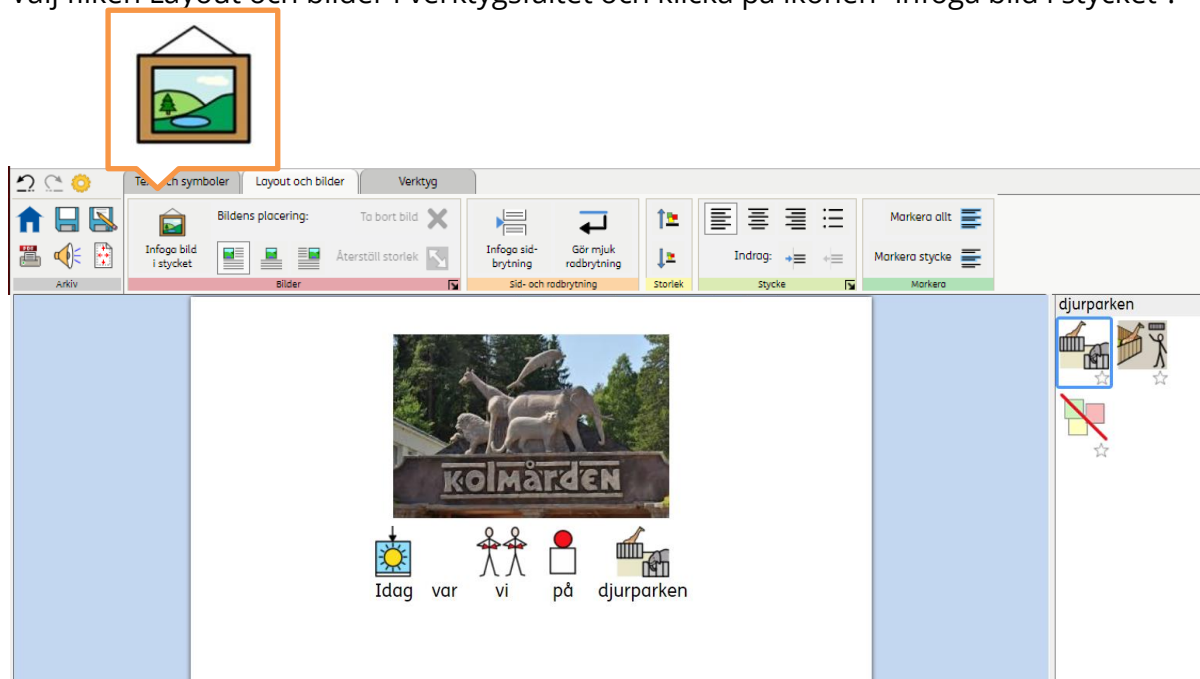 Välj fliken Layout och bilder i verktygsfältet och klicka på ikonen "Infoga bild i stycket".
Layout och bilder
Verktyg
symboler
Bildens placering:
Ta bort bild
Infoga bild
i stycket
Återställ storlek
Infoga sid-
brytning
Gör mjuk
radbrytning
Indrag:
Markera allt
Markera stycke
Arkiv
Bilder
Sid- och radbrytning
Storlek
Stycke
Markera
djurparken
PDF
KOLMÅRDEN
Idag var vi på djurparken